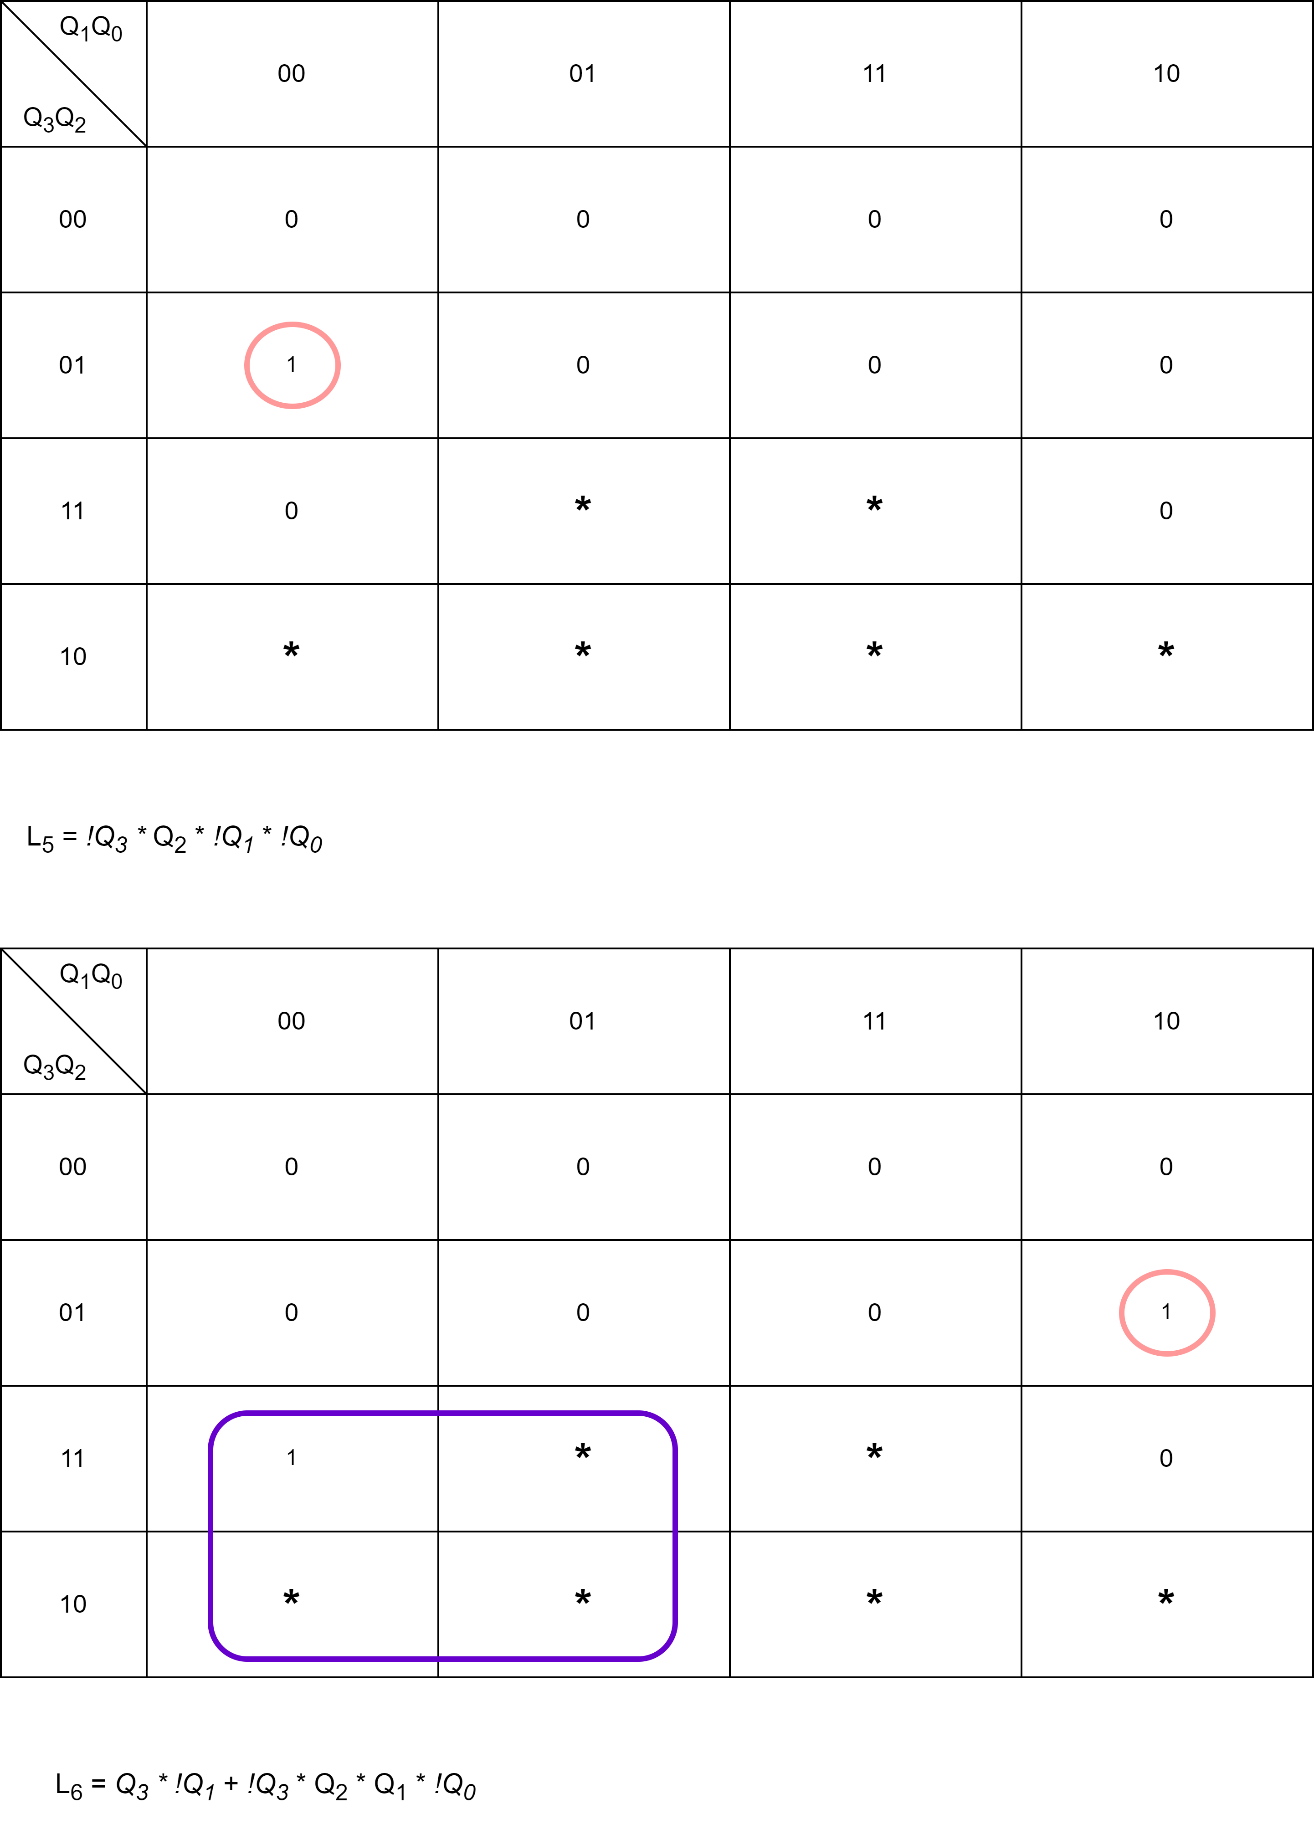 Q₁Q₀
Q₃Q₂
00 01 11 10
00 0 0 0 0
01 1 0 0 0
11 0 * * 0
10 * * * *
L₅ = !Q₃ * Q₂ * !Q₁ * !Q₀
Q₁Q₀
Q₃Q₂
00 01 11 10
00 0 0 0 0
01 0 0 0 1
11 1 * * 0
10 * * * *
L₆ = Q₃ * !Q₁ + !Q₃ * Q₂ * Q₁ * !Q₀